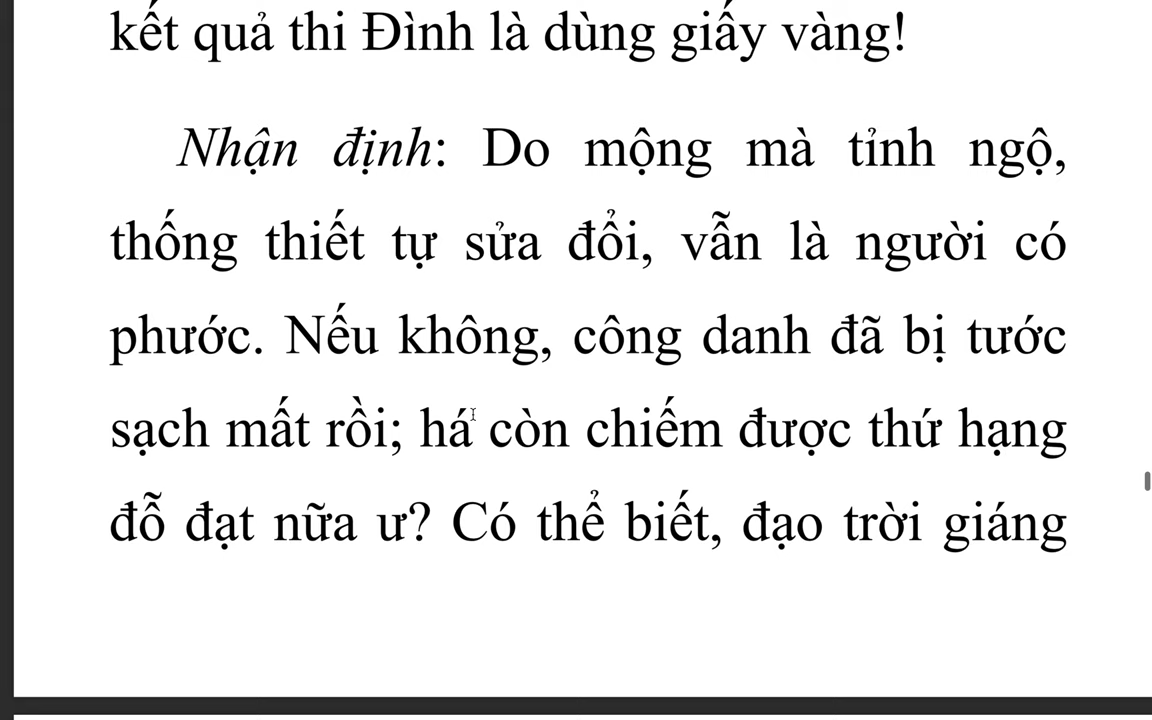 kết quả thi Đình là dùng giấy vàng!
Nhận định: Do mộng mà tỉnh ngộ,
thống thiết tự sửa đổi, vẫn là người có
phước. Nếu không, công danh đã bị tước
sạch mất rồi; há còn chiếm được thứ hạng
đỗ đạt nữa ư? Có thể biết, đạo trời giáng